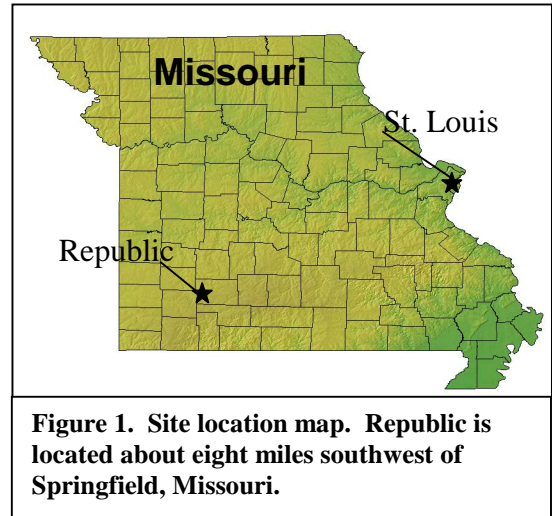 Missouri
St. Louis
Republic
Figure 1. Site location map. Republic is
located about eight miles southwest of
Springfield, Missouri.